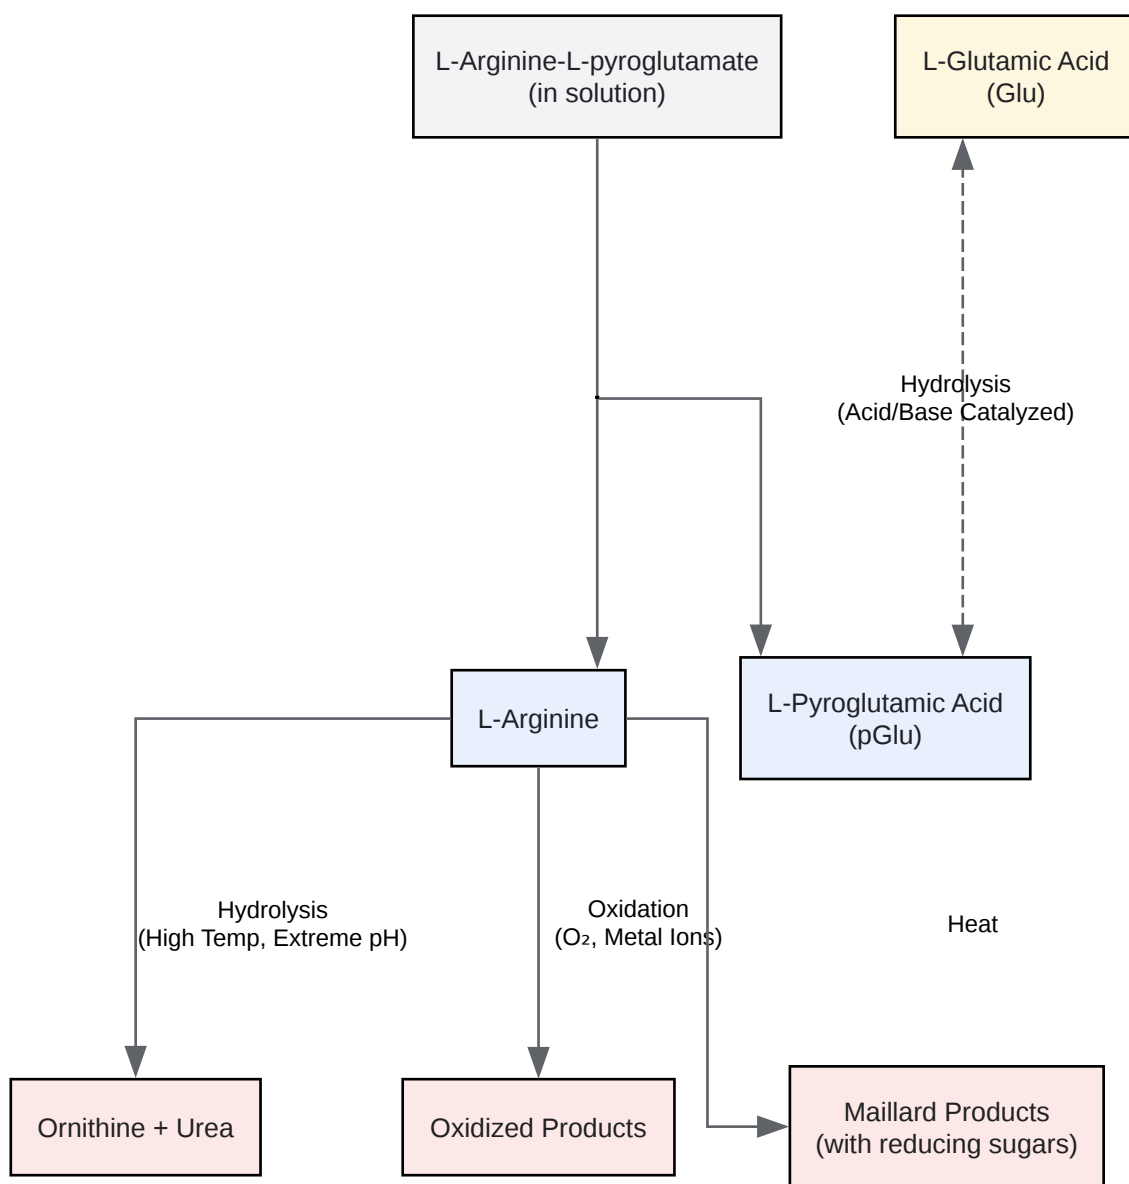 L-Arginine-L-pyroglutamate
(in solution)
L-Glutamic Acid
(Glu)
Hydrolysis
(Acid/Base Catalyzed)
L-Arginine
L-Pyroglutamic Acid
(pGlu)
Hydrolysis
(High Temp, Extreme pH)
Oxidation
(O₂, Metal Ions)
Heat
Ornithine + Urea
Oxidized Products
Maillard Products
(with reducing sugars)